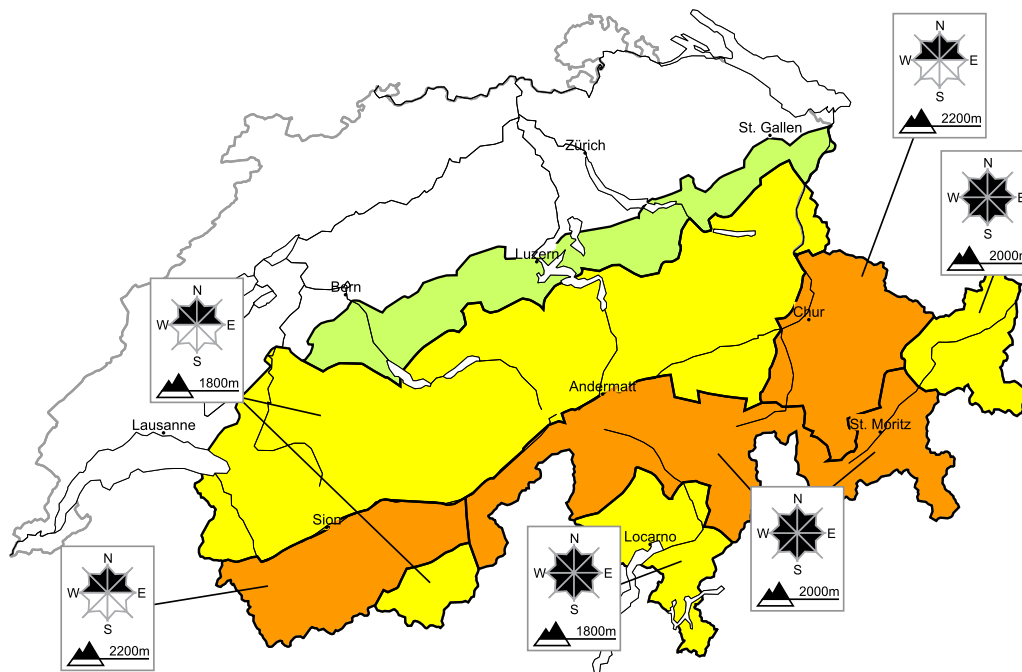 N
W E
S
2200m
N
W E
S
2000m
St. Gallen
Zürich
Luzern
Bern
N
W E
S
1800m
Chur
Andermatt
St. Moritz
Lausanne
Sion
Locarno
N
W E
S
2000m
N
W E
S
1800m
N
W E
S
2200m